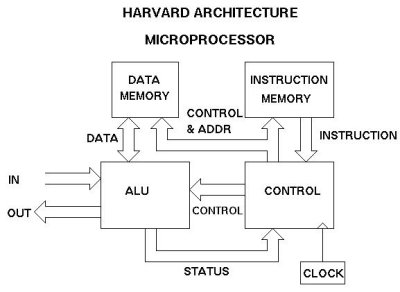 HARVARD ARCHITECTURE
MICROPROCESSOR
DATA
MEMORY
INSTRUCTION
MEMORY
CONTROL
& ADDR
DATA
INSTRUCTION
IN
ALU
CONTROL
OUT
CONTROL
STATUS
CLOCK